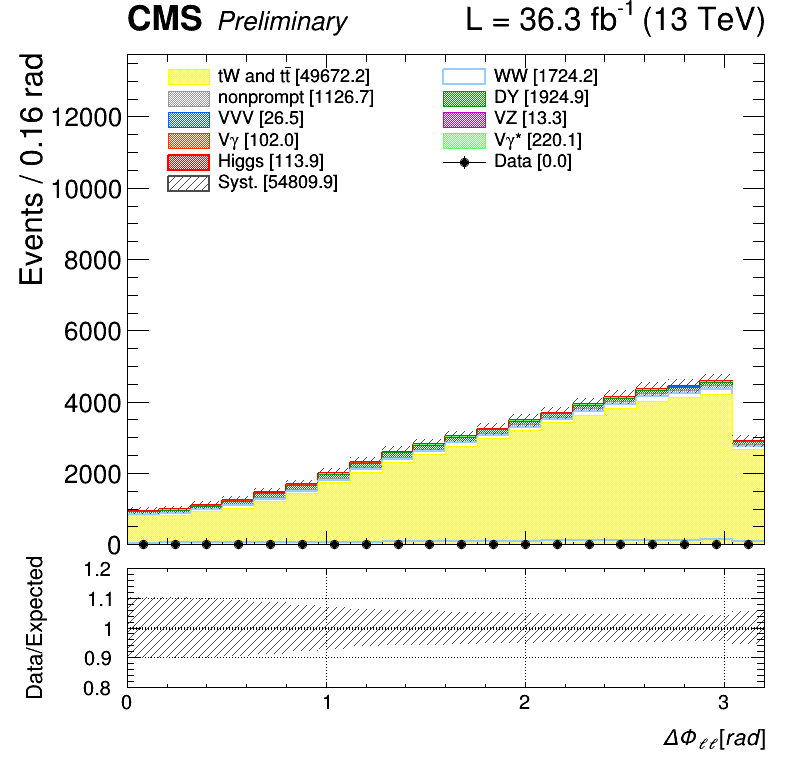 CMS Preliminary L = 36.3 fb⁻¹ (13 TeV)
Events / 0.16 rad
tW and tt̄ [49672.2] WW [1724.2]
nonprompt [1126.7] DY [1924.9]
VVV [26.5] VZ [13.3]
Vγ [102.0] Vγ* [220.1]
Higgs [113.9] Data [0.0]
Syst. [54809.9]
12000
10000
8000
6000
4000
2000
0
Data/Expected
1.2
1.1
1
0.9
0.8
0 1 2 3
ΔΦℓℓ[rad]